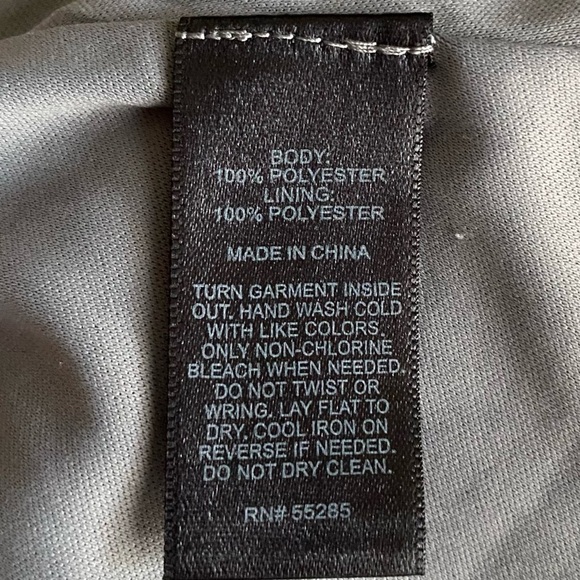 BODY:
100% POLYESTER
LINING:
100% POLYESTER
MADE IN CHINA
TURN GARMENT INSIDE
OUT. HAND WASH COLD
WITH LIKE COLORS.
ONLY NON-CHLORINE
BLEACH WHEN NEEDED.
DO NOT TWIST OR
WRING. LAY FLAT TO
DRY. COOL IRON ON
REVERSE IF NEEDED.
DO NOT DRY CLEAN.
RN# 55285